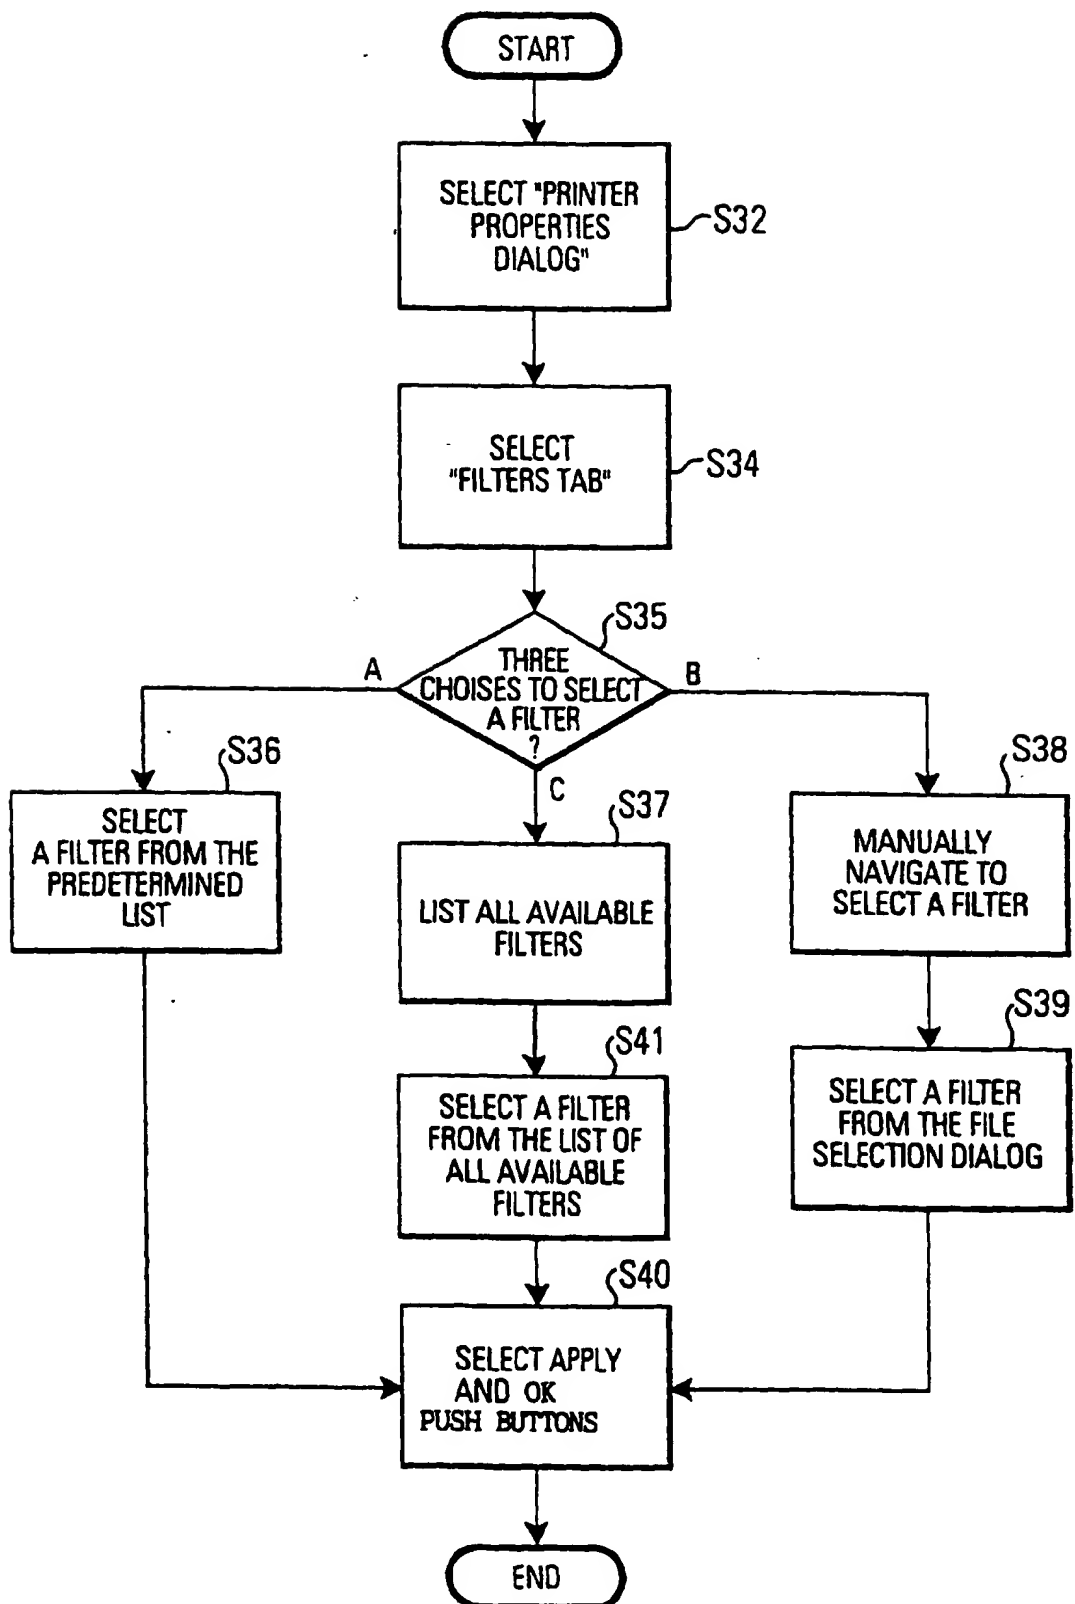 START
SELECT "PRINTER
PROPERTIES
DIALOG"
S32
SELECT
"FILTERS TAB"
S34
S35
THREE
CHOISES TO SELECT
A FILTER
?
A
B
C
S36
SELECT
A FILTER FROM THE
PREDETERMINED
LIST
S37
LIST ALL AVAILABLE
FILTERS
S38
MANUALLY
NAVIGATE TO
SELECT A FILTER
S41
SELECT A FILTER
FROM THE LIST OF
ALL AVAILABLE
FILTERS
S39
SELECT A FILTER
FROM THE FILE
SELECTION DIALOG
S40
SELECT APPLY
AND OK
PUSH BUTTONS
END